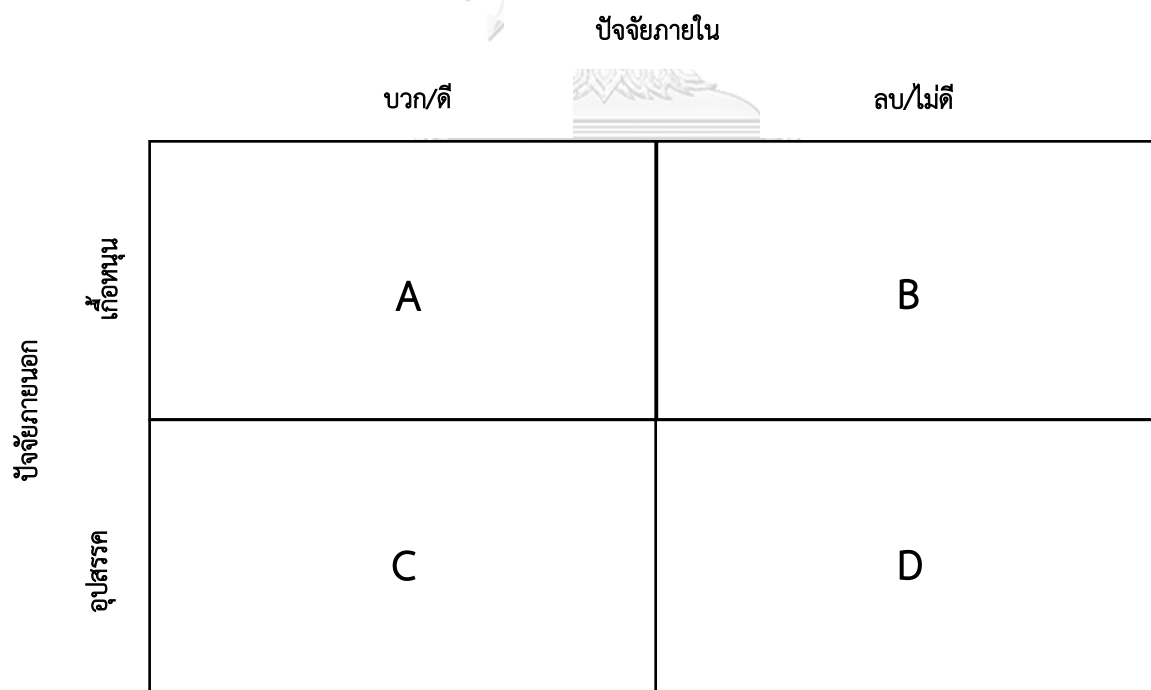 ปัจจัยภายใน
บวก/ดี
ลบ/ไม่ดี
ปัจจัยภายนอก
เกื้อหนุน
A
B
อุปสรรค
C
D